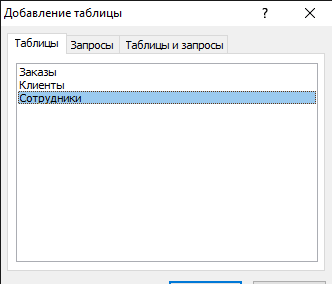 Добавление таблицы ?
Таблицы Запросы Таблицы и запросы
Заказы
Клиенты
Сотрудники